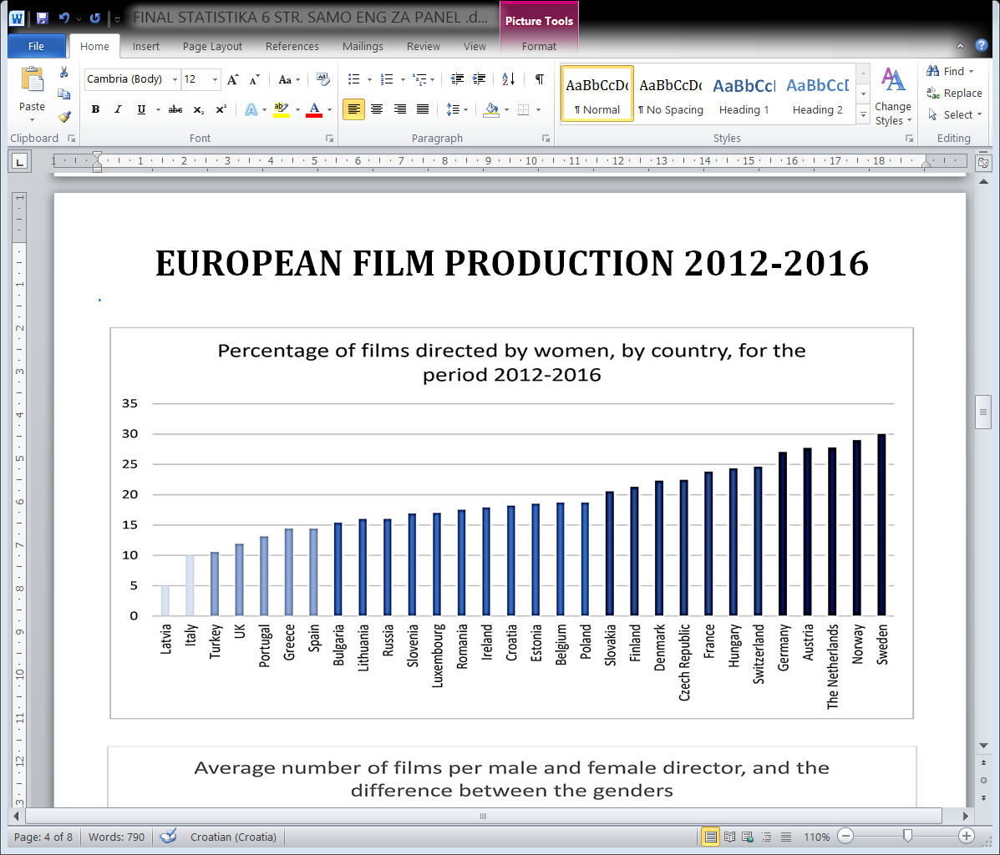 FINAL STATISTIKA 6 STR. SAMO ENG ZA PANEL .d...
Picture Tools
File Home Insert Page Layout References Mailings Review View Format
Paste
Cambria (Body) 12
Aa
B I U abc x₂ x² A ab A
AaBbCcDc AaBbCcDc AaBbCcI AaBbCcD
¶ Normal ¶ No Spacing Heading 1 Heading 2
Change
Styles
Find
Replace
Select
Clipboard Font Paragraph Styles Editing
1 1 2 3 4 5 6 7 8 9 10 11 12 13 14 15 16 17 18
1
1
2
3
4
5
6
7
8
9
10
11
12
13
EUROPEAN FILM PRODUCTION 2012-2016
Percentage of films directed by women, by country, for the
period 2012-2016
35
30
25
20
15
10
5
0
Latvia
Italy
Turkey
UK
Portugal
Greece
Spain
Bulgaria
Lithuania
Russia
Slovenia
Luxembourg
Romania
Ireland
Croatia
Estonia
Belgium
Poland
Slovakia
Finland
Denmark
Czech Republic
France
Hungary
Switzerland
Germany
Austria
The Netherlands
Norway
Sweden
Average number of films per male and female director, and the
difference between the genders
Page: 4 of 8 Words: 790 Croatian (Croatia) 110%